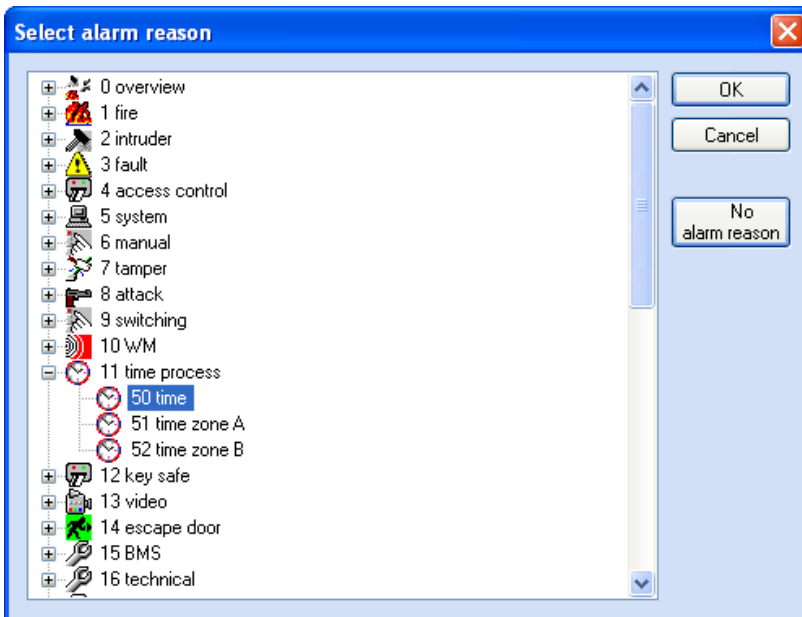 Select alarm reason
0 overview
1 fire
2 intruder
3 fault
4 access control
5 system
6 manual
7 tamper
8 attack
9 switching
10 WM
11 time process
50 time
51 time zone A
52 time zone B
12 key safe
13 video
14 escape door
15 BMS
16 technical
OK
Cancel
No
alarm reason